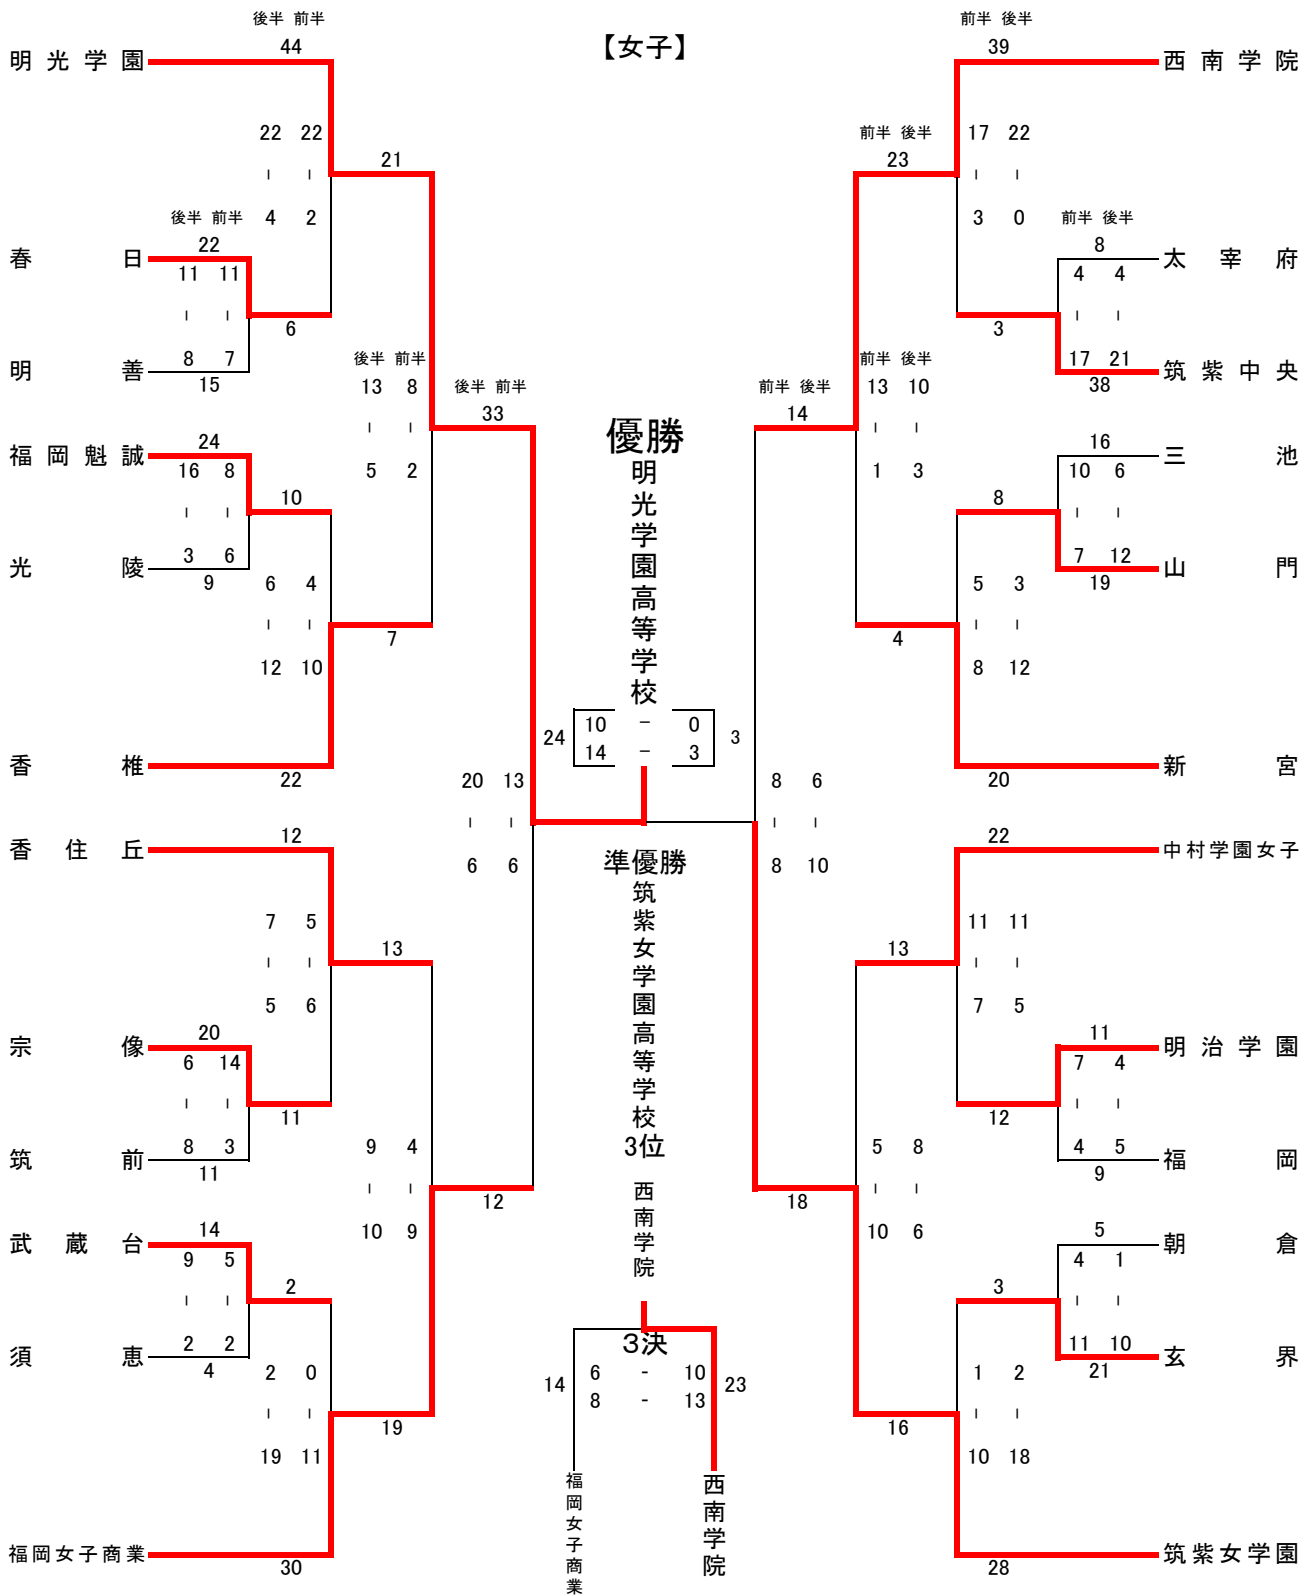 【女子】
後半 前半
44
明光学園
22 22
- -
4 2
21
後半 前半
22
春日
11 11
- -
8 7
明善
15
6
後半 前半
13 8
- -
5 2
24
福岡魁誠
16 8
- -
3 6
光陵
9
10
6 4
- -
12 10
7
香椎
22
後半 前半
33
20 13
- -
6 6
12
香住丘
7 5
- -
5 6
13
20
宗像
6 14
- -
8 3
筑前
11
11
9 4
- -
10 9
12
14
武蔵台
9 5
- -
2 2
須恵
4
2
2 0
- -
19 11
19
福岡女子商業
30
優勝
明光学園高等学校
24
10 - 0
14 - 3
3
準優勝
筑紫女学園高等学校
3位
西南学院
3決
14
6 - 10
8 - 13
23
福岡女子商業
西南学院
前半 後半
39
西南学院
前半 後半
23
17 22
- -
3 0
前半 後半
8
太宰府
4 4
- -
17 21
筑紫中央
38
3
前半 後半
14
前半 後半
13 10
- -
1 3
16
三池
10 6
- -
7 12
山門
19
8
5 3
- -
8 12
4
新宮
20
8 6
- -
8 10
22
中村学園女子
11 11
- -
7 5
13
11
明治学園
7 4
- -
4 5
福岡
9
12
5 8
- -
10 6
18
5
朝倉
4 1
- -
11 10
玄界
21
3
1 2
- -
10 18
16
筑紫女学園
28